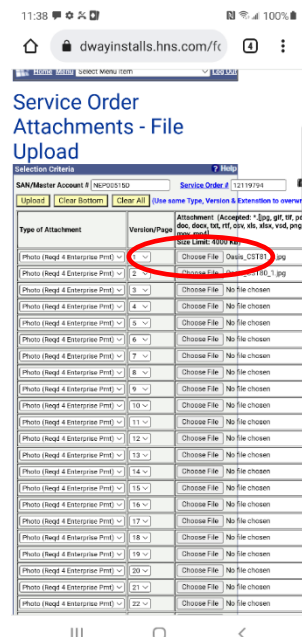 11:38 100%
dwayinstalls.hns.com/fc 4
Home Menu Select Menu Item Log Out
Service Order
Attachments - File
Upload
Selection Criteria ? Help
SAN/Master Account # NEP005150 Service Order # 12119794
Upload Clear Bottom Clear All (Use same Type, Version & Extenstion to overwr
Type of Attachment Version/Page Attachment (Accepted: *.[jpg, gif, tif, pd
doc, docx, txt, rtf, csv, xls, xlsx, vsd, png,
mov, mp4]
Size Limit: 4000 KB)
Photo (Reqd 4 Enterprise Pmt) 1 Choose File Oasis_CST81 .jpg
Photo (Reqd 4 Enterprise Pmt) 2 Choose File 80_1.jpg
Photo (Reqd 4 Enterprise Pmt) 3 Choose File No file chosen
Photo (Reqd 4 Enterprise Pmt) 4 Choose File No file chosen
Photo (Reqd 4 Enterprise Pmt) 5 Choose File No file chosen
Photo (Reqd 4 Enterprise Pmt) 6 Choose File No file chosen
Photo (Reqd 4 Enterprise Pmt) 7 Choose File No file chosen
Photo (Reqd 4 Enterprise Pmt) 8 Choose File No file chosen
Photo (Reqd 4 Enterprise Pmt) 9 Choose File No file chosen
Photo (Reqd 4 Enterprise Pmt) 10 Choose File No file chosen
Photo (Reqd 4 Enterprise Pmt) 11 Choose File No file chosen
Photo (Reqd 4 Enterprise Pmt) 12 Choose File No file chosen
Photo (Reqd 4 Enterprise Pmt) 13 Choose File No file chosen
Photo (Reqd 4 Enterprise Pmt) 14 Choose File No file chosen
Photo (Reqd 4 Enterprise Pmt) 15 Choose File No file chosen
Photo (Reqd 4 Enterprise Pmt) 16 Choose File No file chosen
Photo (Reqd 4 Enterprise Pmt) 17 Choose File No file chosen
Photo (Reqd 4 Enterprise Pmt) 18 Choose File No file chosen
Photo (Reqd 4 Enterprise Pmt) 19 Choose File No file chosen
Photo (Reqd 4 Enterprise Pmt) 20 Choose File No file chosen
Photo (Reqd 4 Enterprise Pmt) 21 Choose File No file chosen
Photo (Reqd 4 Enterprise Pmt) 22 Choose File No file chosen